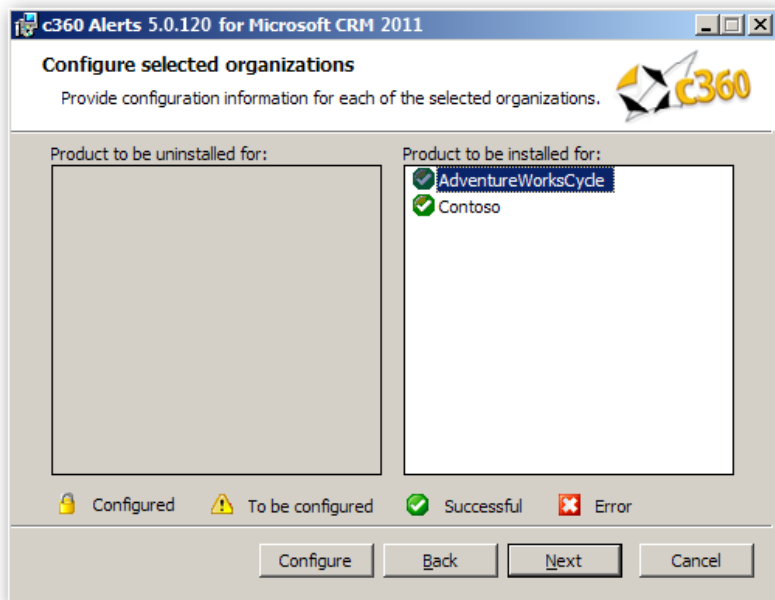 c360 Alerts 5.0.120 for Microsoft CRM 2011
Configure selected organizations
Provide configuration information for each of the selected organizations.
c360
Product to be uninstalled for:
Product to be installed for:
AdventureWorksCycle
Contoso
Configured
To be configured
Successful
Error
Configure
Back
Next
Cancel